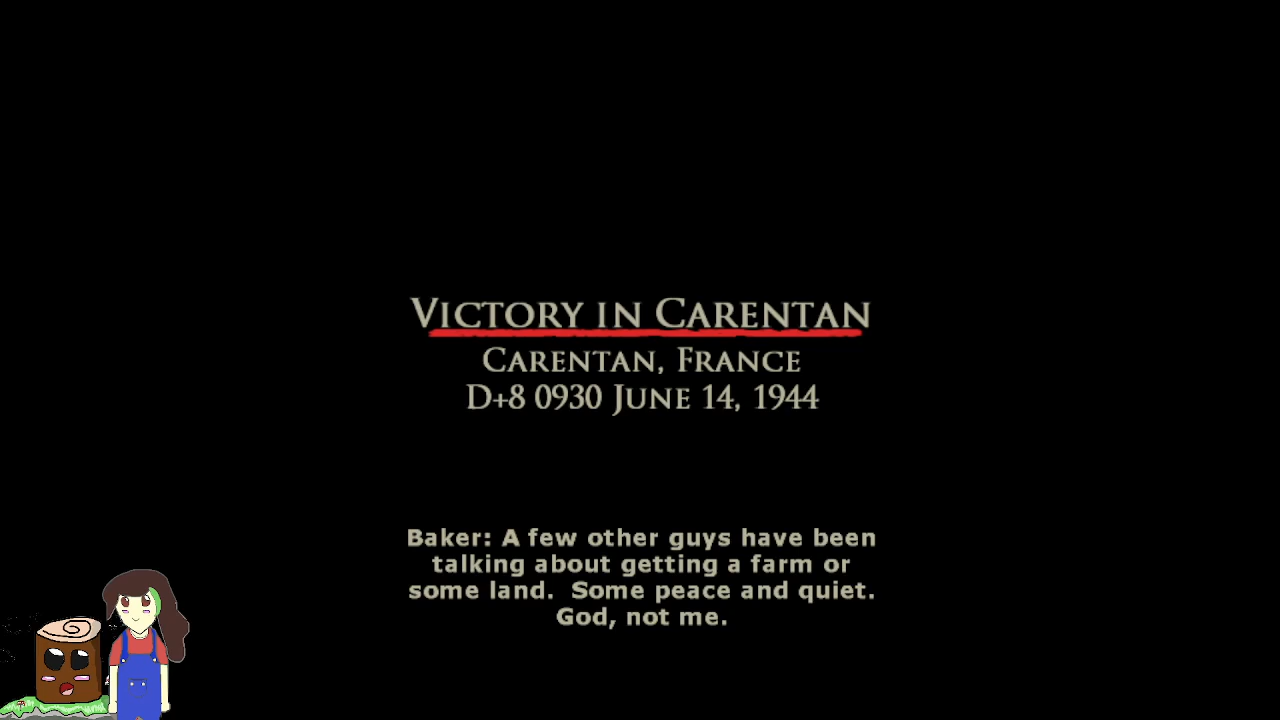 Victory in Carentan
Carentan, France
D+8 0930 June 14, 1944
Baker: A few other guys have been
talking about getting a farm or
some land.  Some peace and quiet.
God, not me.